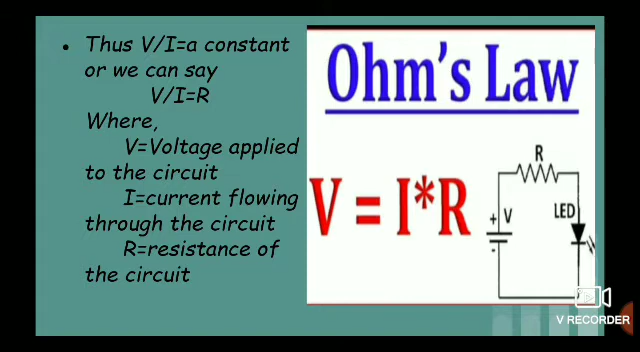 Thus V/I=a constant
or we can say
V/I=R
Where,
V=Voltage applied
to the circuit
I=current flowing
through the circuit
R=resistance of
the circuit
Ohm's Law
V = I*R
R
+ V
-
LED
V RECORDER